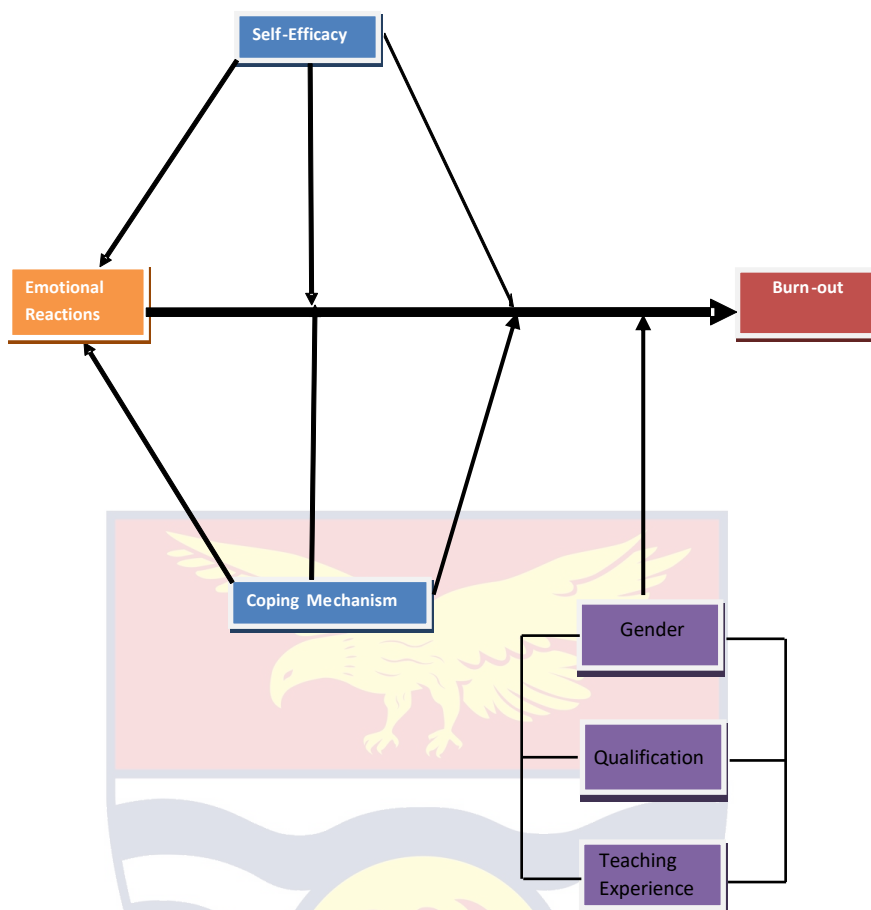 Self-Efficacy
Emotional
Reactions
Burn-out
Coping Mechanism
Gender
Qualification
Teaching
Experience